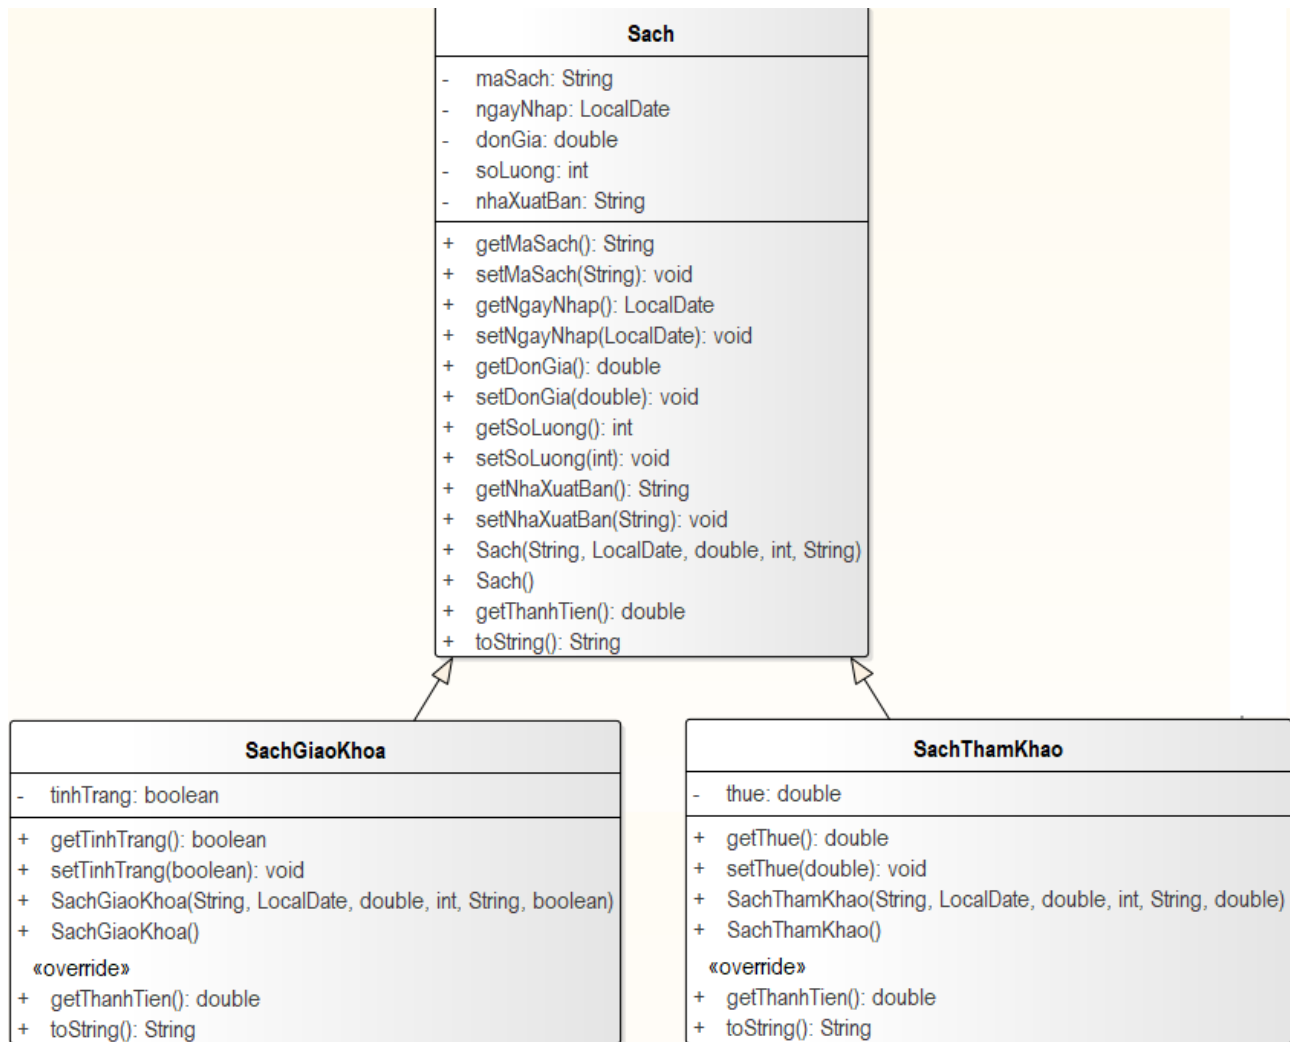 Sach
- maSach: String
- ngayNhap: LocalDate
- donGia: double
- soLuong: int
- nhaXuatBan: String
+ getMaSach(): String
+ setMaSach(String): void
+ getNgayNhap(): LocalDate
+ setNgayNhap(LocalDate): void
+ getDonGia(): double
+ setDonGia(double): void
+ getSoLuong(): int
+ setSoLuong(int): void
+ getNhaXuatBan(): String
+ setNhaXuatBan(String): void
+ Sach(String, LocalDate, double, int, String)
+ Sach()
+ getThanhTien(): double
+ toString(): String
SachGiaoKhoa
- tinhTrang: boolean
+ getTinhTrang(): boolean
+ setTinhTrang(boolean): void
+ SachGiaoKhoa(String, LocalDate, double, int, String, boolean)
+ SachGiaoKhoa()
«override»
+ getThanhTien(): double
+ toString(): String
SachThamKhao
- thue: double
+ getThue(): double
+ setThue(double): void
+ SachThamKhao(String, LocalDate, double, int, String, double)
+ SachThamKhao()
«override»
+ getThanhTien(): double
+ toString(): String